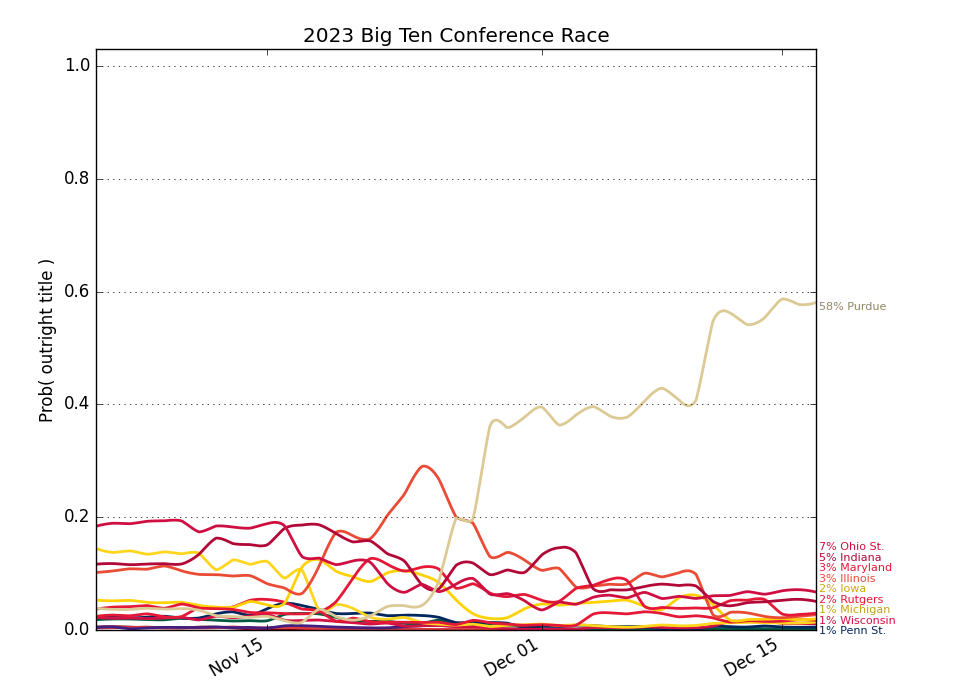 2023 Big Ten Conference Race
Prob( outright title )
1.0
0.8
0.6
0.4
0.2
0.0
Nov 15
Dec 01
Dec 15
58% Purdue
7% Ohio St.
5% Indiana
3% Maryland
3% Illinois
2% Iowa
2% Rutgers
1% Michigan
1% Wisconsin
1% Penn St.